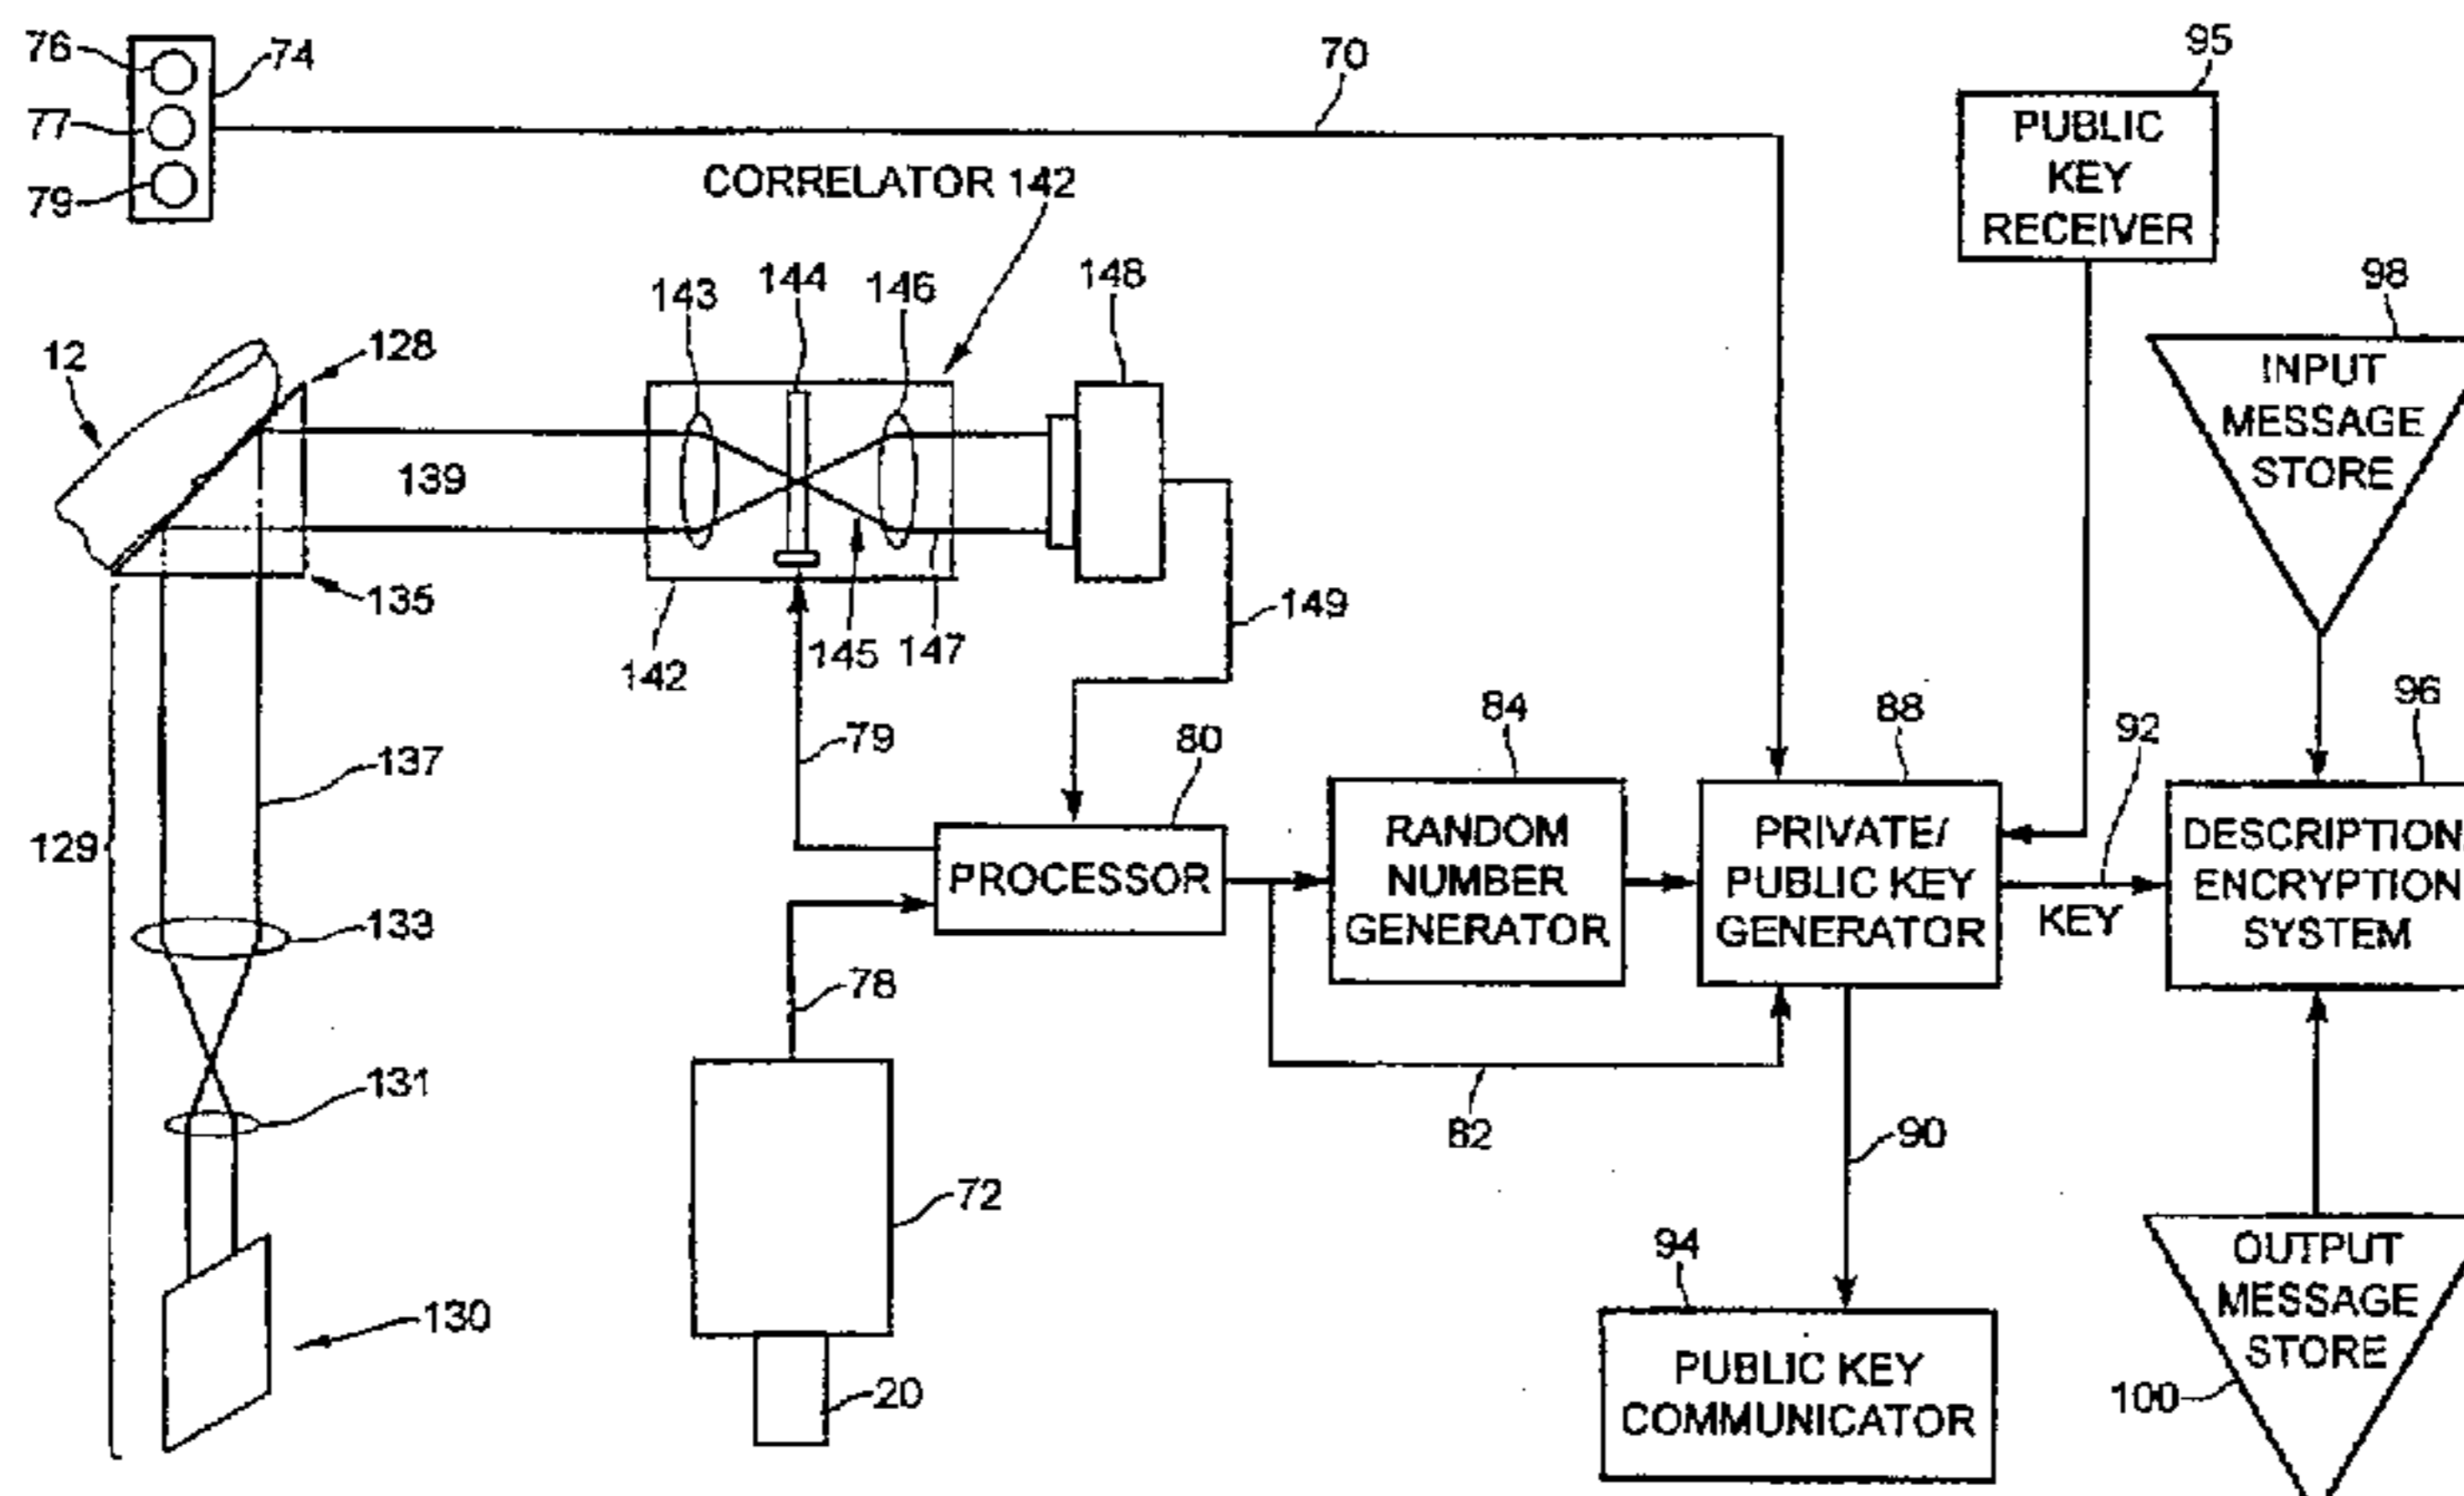 76
74
77
79
70
95
PUBLIC
KEY
RECEIVER
CORRELATOR 142
98
INPUT
MESSAGE
STORE
12
128
143
144
146
148
139
135
142
145
147
149
129
137
133
131
130
79
80
PROCESSOR
78
72
20
84
RANDOM
NUMBER
GENERATOR
82
88
PRIVATE/
PUBLIC KEY
GENERATOR
92
KEY
96
DESCRIPTION
ENCRYPTION
SYSTEM
90
94
PUBLIC KEY
COMMUNICATOR
OUTPUT
MESSAGE
STORE
100